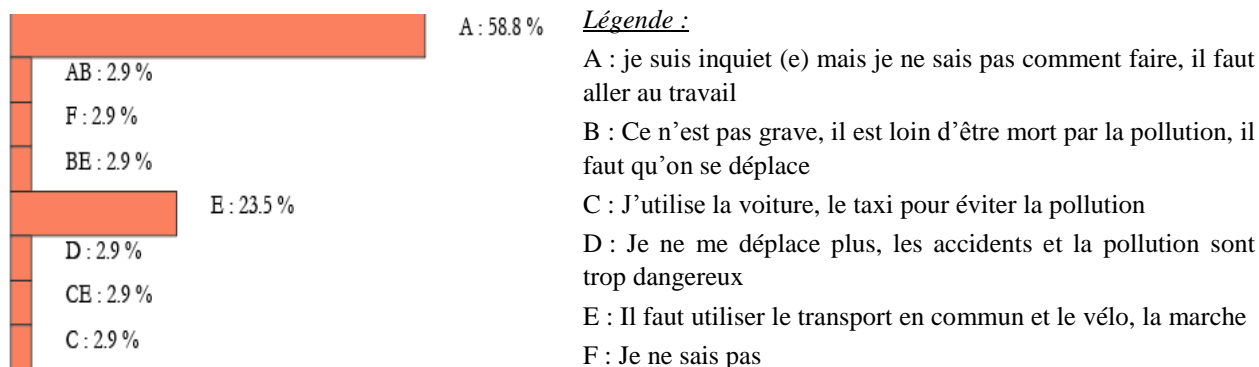 A : 58.8 %
AB : 2.9 %
F : 2.9 %
BE : 2.9 %
E : 23.5 %
D : 2.9 %
CE : 2.9 %
C : 2.9 %
Légende :
A : je suis inquiet (e) mais je ne sais pas comment faire, il faut
aller au travail
B : Ce n’est pas grave, il est loin d’être mort par la pollution, il
faut qu’on se déplace
C : J’utilise la voiture, le taxi pour éviter la pollution
D : Je ne me déplace plus, les accidents et la pollution sont
trop dangereux
E : Il faut utiliser le transport en commun et le vélo, la marche
F : Je ne sais pas